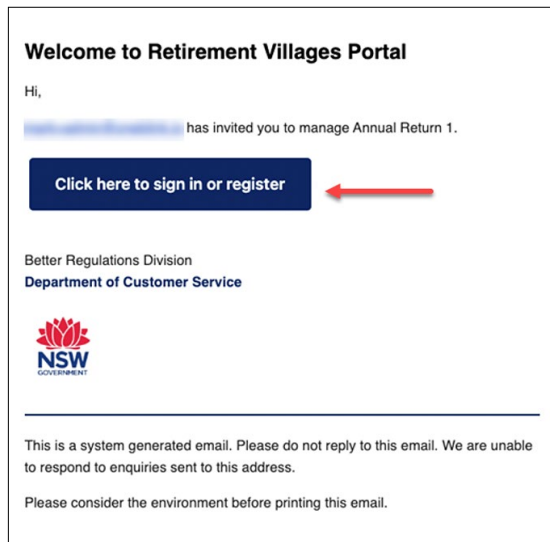 Welcome to Retirement Villages Portal
Hi,
has invited you to manage Annual Return 1.
Click here to sign in or register
Better Regulations Division
Department of Customer Service
NSW
GOVERNMENT
This is a system generated email. Please do not reply to this email. We are unable
to respond to enquiries sent to this address.
Please consider the environment before printing this email.